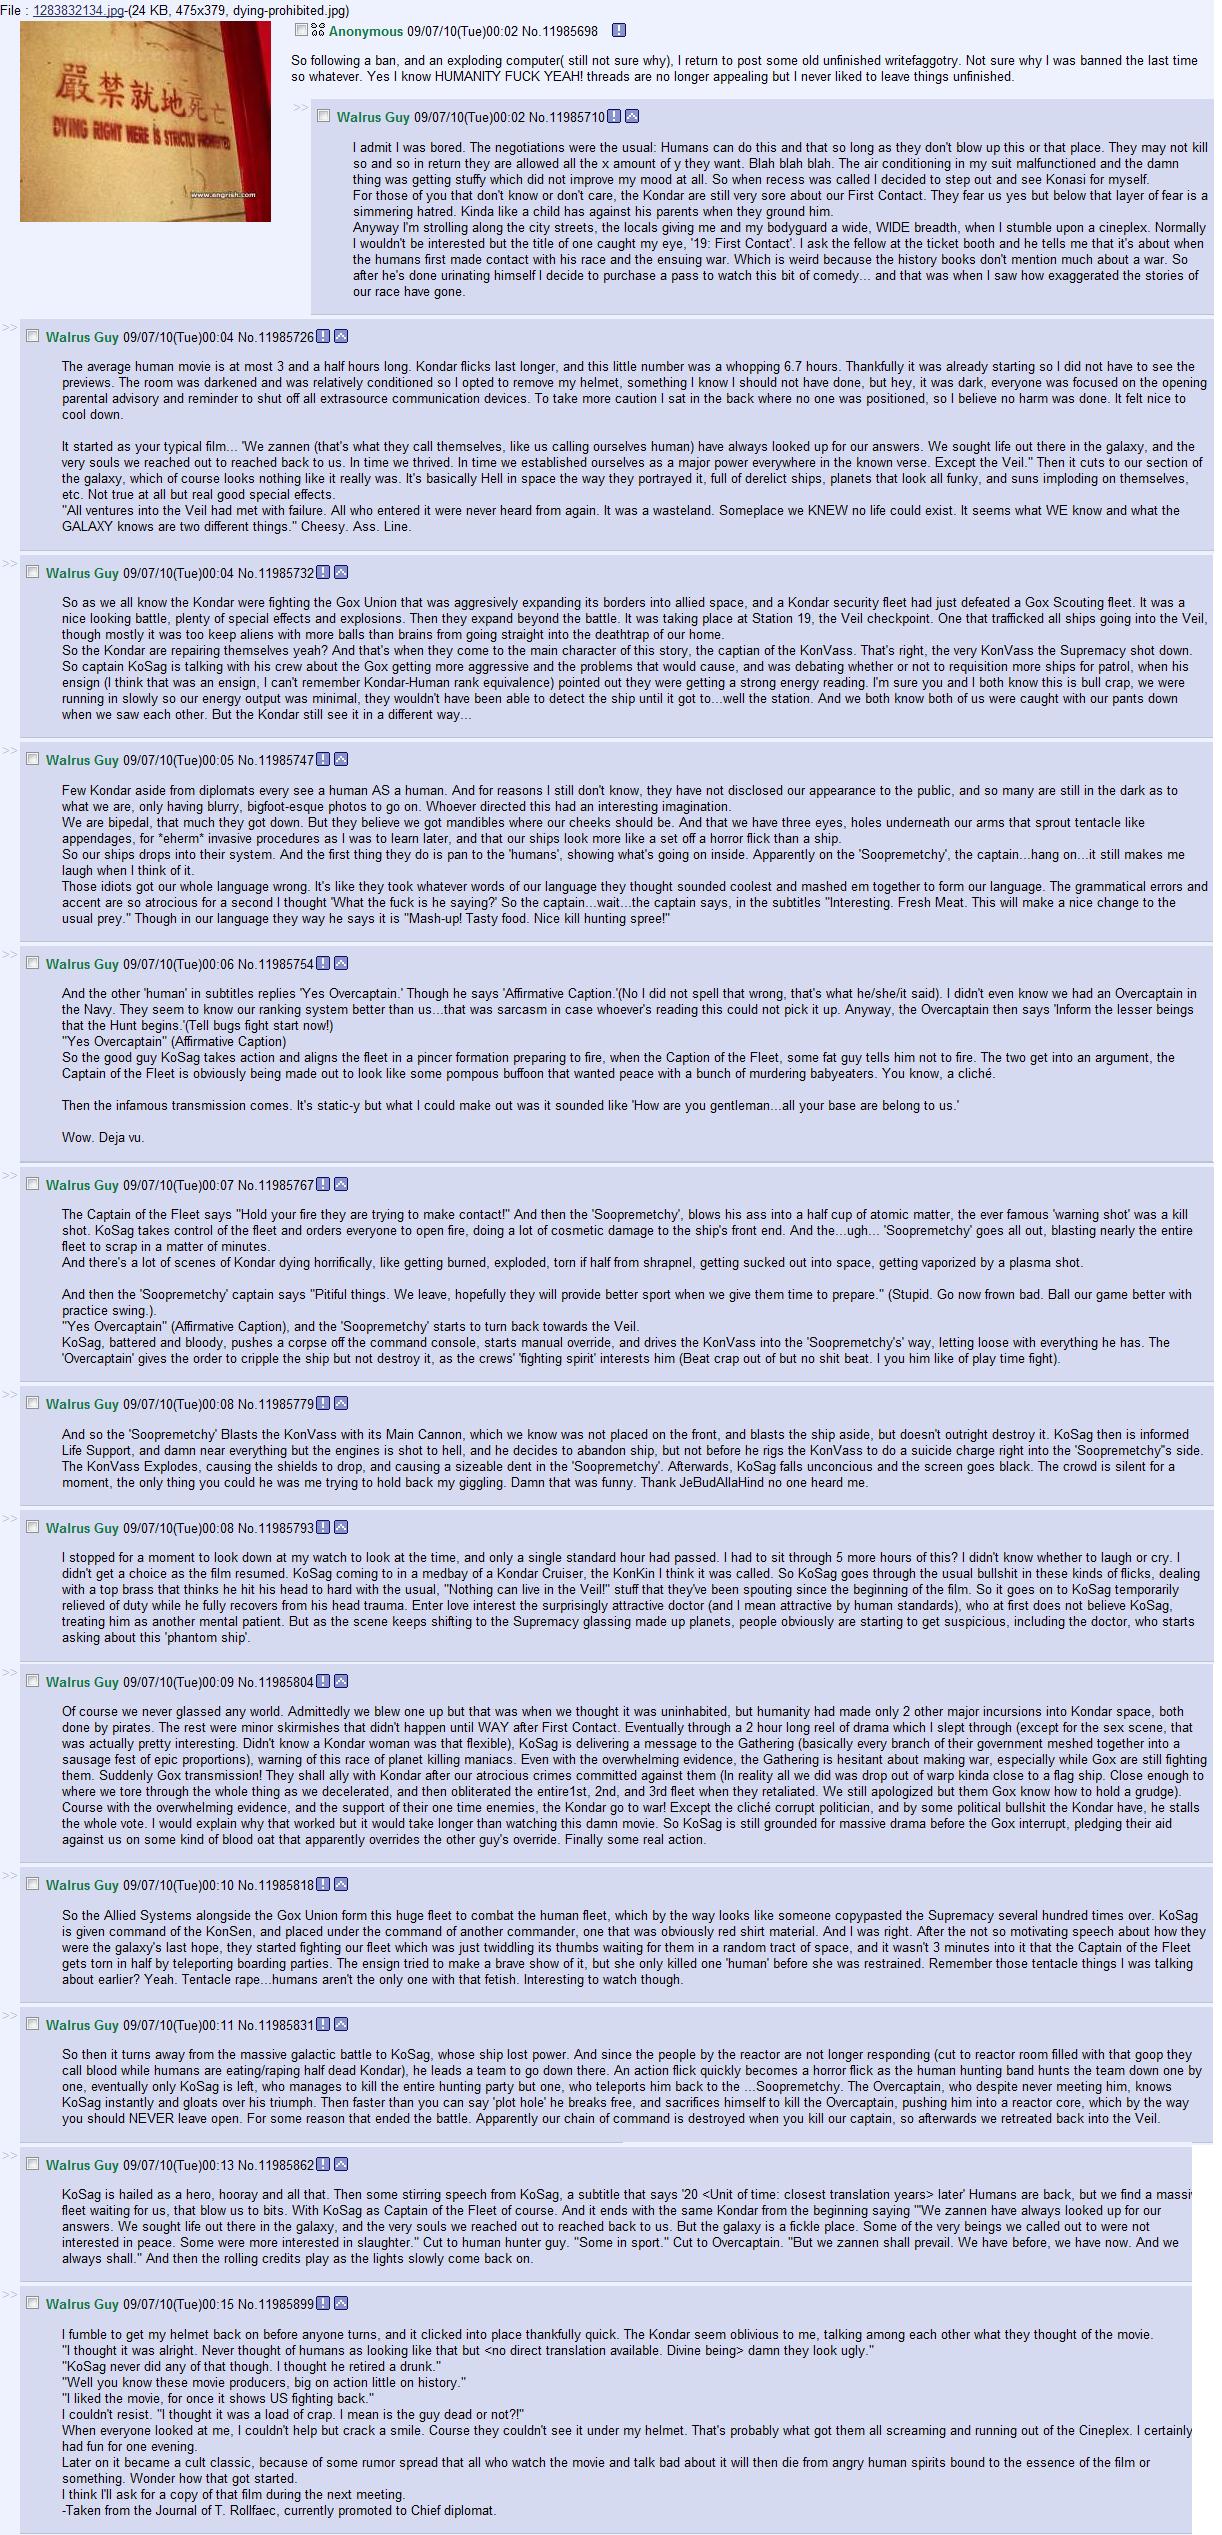 File : 1283832134.jpg-(24 KB, 475x379, dying-prohibited.jpg)
嚴禁就地死亡
DYING RIGHT HERE IS STRICTLY PROHIBITED
www.engrish.com
Anonymous 09/07/10(Tue)00:02 No.11985698
So following a ban, and an exploding computer( still not sure why), I return to post some old unfinished writefaggotry. Not sure why I was banned the last time
so whatever. Yes I know HUMANITY FUCK YEAH! threads are no longer appealing but I never liked to leave things unfinished.
>>
Walrus Guy 09/07/10(Tue)00:02 No.11985710
I admit I was bored. The negotiations were the usual: Humans can do this and that so long as they don't blow up this or that place. They may not kill
so and so in return they are allowed all the x amount of y they want. Blah blah blah. The air conditioning in my suit malfunctioned and the damn
thing was getting stuffy which did not improve my mood at all. So when recess was called I decided to step out and see Konasi for myself.
For those of you that don't know or don't care, the Kondar are still very sore about our First Contact. They fear us yes but below that layer of fear is a
simmering hatred. Kinda like a child has against his parents when they ground him.
Anyway I'm strolling along the city streets, the locals giving me and my bodyguard a wide, WIDE breadth, when I stumble upon a cineplex. Normally
I wouldn't be interested but the title of one caught my eye, '19: First Contact'. I ask the fellow at the ticket booth and he tells me that it's about when
the humans first made contact with his race and the ensuing war. Which is weird because the history books don't mention much about a war. So
after he's done urinating himself I decide to purchase a pass to watch this bit of comedy... and that was when I saw how exaggerated the stories of
our race have gone.
>>
Walrus Guy 09/07/10(Tue)00:04 No.11985726
The average human movie is at most 3 and a half hours long. Kondar flicks last longer, and this little number was a whopping 6.7 hours. Thankfully it was already starting so I did not have to see the
previews. The room was darkened and was relatively conditioned so I opted to remove my helmet, something I know I should not have done, but hey, it was dark, everyone was focused on the opening
parental advisory and reminder to shut off all extrasource communication devices. To take more caution I sat in the back where no one was positioned, so I believe no harm was done. It felt nice to
cool down.
It started as your typical film... 'We zannen (that's what they call themselves, like us calling ourselves human) have always looked up for our answers. We sought life out there in the galaxy, and the
very souls we reached out to reached back to us. In time we thrived. In time we established ourselves as a major power everywhere in the known verse. Except the Veil." Then it cuts to our section of
the galaxy, which of course looks nothing like it really was. It's basically Hell in space the way they portrayed it, full of derelict ships, planets that look all funky, and suns imploding on themselves,
etc. Not true at all but real good special effects.
"All ventures into the Veil had met with failure. All who entered it were never heard from again. It was a wasteland. Someplace we KNEW no life could exist. It seems what WE know and what the
GALAXY knows are two different things." Cheesy. Ass. Line.
>>
Walrus Guy 09/07/10(Tue)00:04 No.11985732
So as we all know the Kondar were fighting the Gox Union that was aggresively expanding its borders into allied space, and a Kondar security fleet had just defeated a Gox Scouting fleet. It was a
nice looking battle, plenty of special effects and explosions. Then they expand beyond the battle. It was taking place at Station 19, the Veil checkpoint. One that trafficked all ships going into the Veil,
though mostly it was too keep aliens with more balls than brains from going straight into the deathtrap of our home.
So the Kondar are repairing themselves yeah? And that's when they come to the main character of this story, the captian of the KonVass. That's right, the very KonVass the Supremacy shot down.
So captain KoSag is talking with his crew about the Gox getting more aggressive and the problems that would cause, and was debating whether or not to requisition more ships for patrol, when his
ensign (I think that was an ensign, I can't remember Kondar-Human rank equivalence) pointed out they were getting a strong energy reading. I'm sure you and I both know this is bull crap, we were
running in slowly so our energy output was minimal, they wouldn't have been able to detect the ship until it got to...well the station. And we both know both of us were caught with our pants down
when we saw each other. But the Kondar still see it in a different way...
>>
Walrus Guy 09/07/10(Tue)00:05 No.11985747
Few Kondar aside from diplomats every see a human AS a human. And for reasons I still don't know, they have not disclosed our appearance to the public, and so many are still in the dark as to
what we are, only having blurry, bigfoot-esque photos to go on. Whoever directed this had an interesting imagination.
We are bipedal, that much they got down. But they believe we got mandibles where our cheeks should be. And that we have three eyes, holes underneath our arms that sprout tentacle like
appendages, for *eherm* invasive procedures as I was to learn later, and that our ships look more like a set off a horror flick than a ship.
So our ships drops into their system. And the first thing they do is pan to the 'humans', showing what's going on inside. Apparently on the 'Soopremetchy', the captain...hang on...it still makes me
laugh when I think of it.
Those idiots got our whole language wrong. It's like they took whatever words of our language they thought sounded coolest and mashed em together to form our language. The grammatical errors and
accent are so atrocious for a second I thought 'What the fuck is he saying?' So the captain...wait...the captain says, in the subtitles "Interesting. Fresh Meat. This will make a nice change to the
usual prey." Though in our language they way he says it is "Mash-up! Tasty food. Nice kill hunting spree!"
>>
Walrus Guy 09/07/10(Tue)00:06 No.11985754
And the other 'human' in subtitles replies 'Yes Overcaptain.' Though he says 'Affirmative Caption.'(No I did not spell that wrong, that's what he/she/it said). I didn't even know we had an Overcaptain in
the Navy. They seem to know our ranking system better than us...that was sarcasm in case whoever's reading this could not pick it up. Anyway, the Overcaptain then says 'Inform the lesser beings
that the Hunt begins.'(Tell bugs fight start now!)
"Yes Overcaptain" (Affirmative Caption)
So the good guy KoSag takes action and aligns the fleet in a pincer formation preparing to fire, when the Caption of the Fleet, some fat guy tells him not to fire. The two get into an argument, the
Captain of the Fleet is obviously being made out to look like some pompous buffoon that wanted peace with a bunch of murdering babyeaters. You know, a cliché.
Then the infamous transmission comes. It's static-y but what I could make out was it sounded like 'How are you gentleman...all your base are belong to us.'
Wow. Deja vu.
>>
Walrus Guy 09/07/10(Tue)00:07 No.11985767
The Captain of the Fleet says "Hold your fire they are trying to make contact!" And then the 'Soopremetchy', blows his ass into a half cup of atomic matter, the ever famous 'warning shot' was a kill
shot. KoSag takes control of the fleet and orders everyone to open fire, doing a lot of cosmetic damage to the ship's front end. And the...ugh... 'Soopremetchy' goes all out, blasting nearly the entire
fleet to scrap in a matter of minutes.
And there's a lot of scenes of Kondar dying horrifically, like getting burned, exploded, torn if half from shrapnel, getting sucked out into space, getting vaporized by a plasma shot.
And then the 'Soopremetchy' captain says "Pitiful things. We leave, hopefully they will provide better sport when we give them time to prepare." (Stupid. Go now frown bad. Ball our game better with
practice swing.).
"Yes Overcaptain" (Affirmative Caption), and the 'Soopremetchy' starts to turn back towards the Veil.
KoSag, battered and bloody, pushes a corpse off the command console, starts manual override, and drives the KonVass into the 'Soopremetchy's' way, letting loose with everything he has. The
'Overcaptain' gives the order to cripple the ship but not destroy it, as the crews' 'fighting spirit' interests him (Beat crap out of but no shit beat. I you him like of play time fight).
>>
Walrus Guy 09/07/10(Tue)00:08 No.11985779
And so the 'Soopremetchy' Blasts the KonVass with its Main Cannon, which we know was not placed on the front, and blasts the ship aside, but doesn't outright destroy it. KoSag then is informed
Life Support, and damn near everything but the engines is shot to hell, and he decides to abandon ship, but not before he rigs the KonVass to do a suicide charge right into the 'Soopremetchy''s side.
The KonVass Explodes, causing the shields to drop, and causing a sizeable dent in the 'Soopremetchy'. Afterwards, KoSag falls unconcious and the screen goes black. The crowd is silent for a
moment, the only thing you could he was me trying to hold back my giggling. Damn that was funny. Thank JeBudAllaHind no one heard me.
>>
Walrus Guy 09/07/10(Tue)00:08 No.11985793
I stopped for a moment to look down at my watch to look at the time, and only a single standard hour had passed. I had to sit through 5 more hours of this? I didn't know whether to laugh or cry. I
didn't get a choice as the film resumed. KoSag coming to in a medbay of a Kondar Cruiser, the KonKin I think it was called. So KoSag goes through the usual bullshit in these kinds of flicks, dealing
with a top brass that thinks he hit his head to hard with the usual, "Nothing can live in the Veil!" stuff that they've been spouting since the beginning of the film. So it goes on to KoSag temporarily
relieved of duty while he fully recovers from his head trauma. Enter love interest the surprisingly attractive doctor (and I mean attractive by human standards), who at first does not believe KoSag,
treating him as another mental patient. But as the scene keeps shifting to the Supremacy glassing made up planets, people obviously are starting to get suspicious, including the doctor, who starts
asking about this 'phantom ship'.
>>
Walrus Guy 09/07/10(Tue)00:09 No.11985804
Of course we never glassed any world. Admittedly we blew one up but that was when we thought it was uninhabited, but humanity had made only 2 other major incursions into Kondar space, both
done by pirates. The rest were minor skirmishes that didn't happen until WAY after First Contact. Eventually through a 2 hour long reel of drama which I slept through (except for the sex scene, that
was actually pretty interesting. Didn't know a Kondar woman was that flexible), KoSag is delivering a message to the Gathering (basically every branch of their government meshed together into a
sausage fest of epic proportions), warning of this race of planet killing maniacs. Even with the overwhelming evidence, the Gathering is hesitant about making war, especially while Gox are still fighting
them. Suddenly Gox transmission! They shall ally with Kondar after our atrocious crimes committed against them (In reality all we did was drop out of warp kinda close to a flag ship. Close enough to
where we tore through the whole thing as we decelerated, and then obliterated the entire1st, 2nd, and 3rd fleet when they retaliated. We still apologized but them Gox know how to hold a grudge).
Course with the overwhelming evidence, and the support of their one time enemies, the Kondar go to war! Except the cliché corrupt politician, and by some political bullshit the Kondar have, he stalls
the whole vote. I would explain why that worked but it would take longer than watching this damn movie. So KoSag is still grounded for massive drama before the Gox interrupt, pledging their aid
against us on some kind of blood oat that apparently overrides the other guy's override. Finally some real action.
>>
Walrus Guy 09/07/10(Tue)00:10 No.11985818
So the Allied Systems alongside the Gox Union form this huge fleet to combat the human fleet, which by the way looks like someone copypasted the Supremacy several hundred times over. KoSag
is given command of the KonSen, and placed under the command of another commander, one that was obviously red shirt material. And I was right. After the not so motivating speech about how they
were the galaxy's last hope, they started fighting our fleet which was just twiddling its thumbs waiting for them in a random tract of space, and it wasn't 3 minutes into it that the Captain of the Fleet
gets torn in half by teleporting boarding parties. The ensign tried to make a brave show of it, but she only killed one 'human' before she was restrained. Remember those tentacle things I was talking
about earlier? Yeah. Tentacle rape...humans aren't the only one with that fetish. Interesting to watch though.
>>
Walrus Guy 09/07/10(Tue)00:11 No.11985831
So then it turns away from the massive galactic battle to KoSag, whose ship lost power. And since the people by the reactor are not longer responding (cut to reactor room filled with that goop they
call blood while humans are eating/raping half dead Kondar), he leads a team to go down there. An action flick quickly becomes a horror flick as the human hunting band hunts the team down one by
one, eventually only KoSag is left, who manages to kill the entire hunting party but one, who teleports him back to the ...Soopremetchy. The Overcaptain, who despite never meeting him, knows
KoSag instantly and gloats over his triumph. Then faster than you can say 'plot hole' he breaks free, and sacrifices himself to kill the Overcaptain, pushing him into a reactor core, which by the way
you should NEVER leave open. For some reason that ended the battle. Apparently our chain of command is destroyed when you kill our captain, so afterwards we retreated back into the Veil.
>>
Walrus Guy 09/07/10(Tue)00:13 No.11985862
KoSag is hailed as a hero, hooray and all that. Then some stirring speech from KoSag, a subtitle that says '20 <Unit of time: closest translation years> later' Humans are back, but we find a massi
fleet waiting for us, that blow us to bits. With KoSag as Captain of the Fleet of course. And it ends with the same Kondar from the beginning saying "'We zannen have always looked up for our
answers. We sought life out there in the galaxy, and the very souls we reached out to reached back to us. But the galaxy is a fickle place. Some of the very beings we called out to were not
interested in peace. Some were more interested in slaughter." Cut to human hunter guy. "Some in sport." Cut to Overcaptain. "But we zannen shall prevail. We have before, we have now. And we
always shall." And then the rolling credits play as the lights slowly come back on.
>>
Walrus Guy 09/07/10(Tue)00:15 No.11985899
I fumble to get my helmet back on before anyone turns, and it clicked into place thankfully quick. The Kondar seem oblivious to me, talking among each other what they thought of the movie.
"I thought it was alright. Never thought of humans as looking like that but <no direct translation available. Divine being> damn they look ugly."
"KoSag never did any of that though. I thought he retired a drunk."
"Well you know these movie producers, big on action little on history."
"I liked the movie, for once it shows US fighting back."
I couldn't resist. "I thought it was a load of crap. I mean is the guy dead or not?!"
When everyone looked at me, I couldn't help but crack a smile. Course they couldn't see it under my helmet. That's probably what got them all screaming and running out of the Cineplex. I certainly
had fun for one evening.
Later on it became a cult classic, because of some rumor spread that all who watch the movie and talk bad about it will then die from angry human spirits bound to the essence of the film or
something. Wonder how that got started.
I think I'll ask for a copy of that film during the next meeting.
-Taken from the Journal of T. Rollfaec, currently promoted to Chief diplomat.